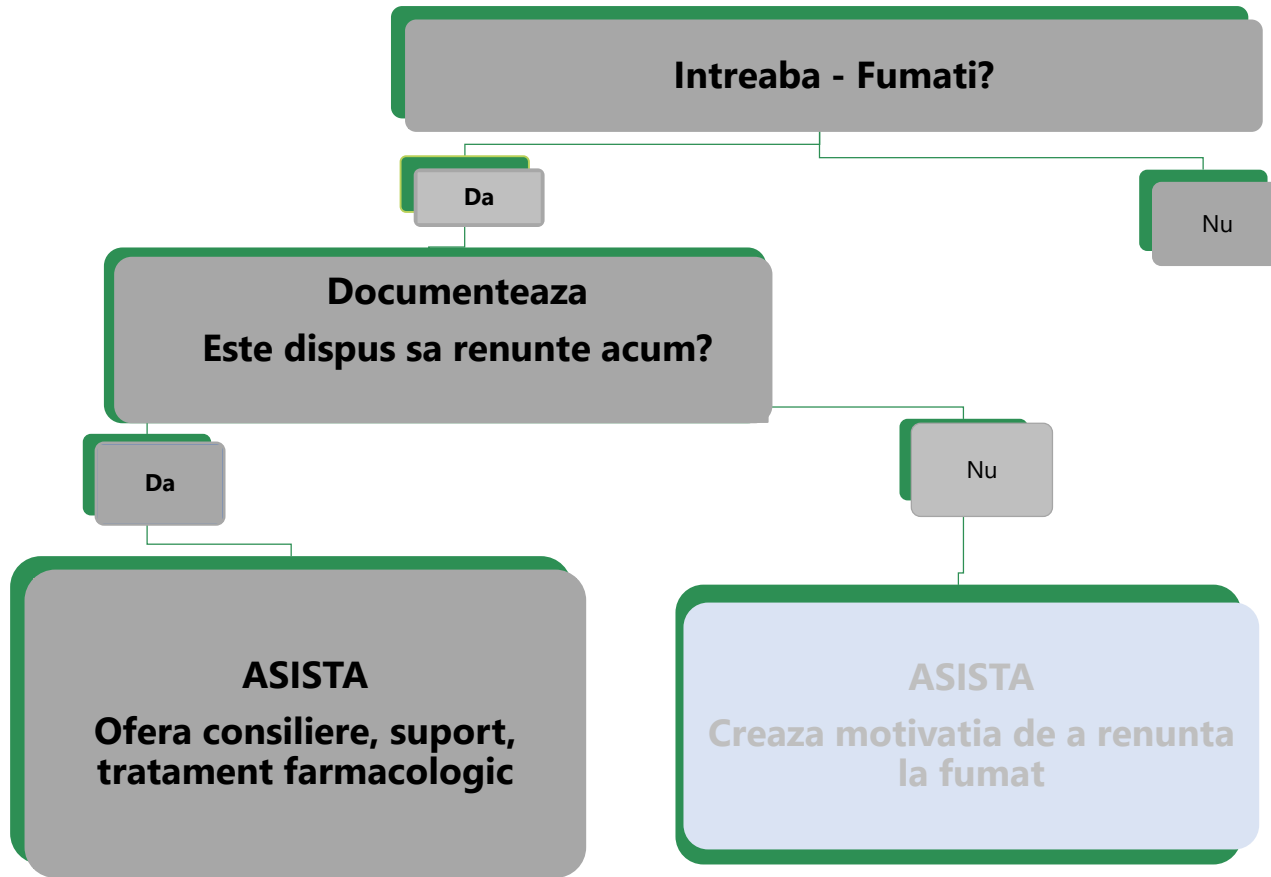 Intreaba - Fumati?
Da
Nu
Documenteaza
Este dispus sa renunte acum?
Da
Nu
ASISTA
Ofera consiliere, suport,
tratament farmacologic
ASISTA
Creaza motivatia de a renunta
la fumat